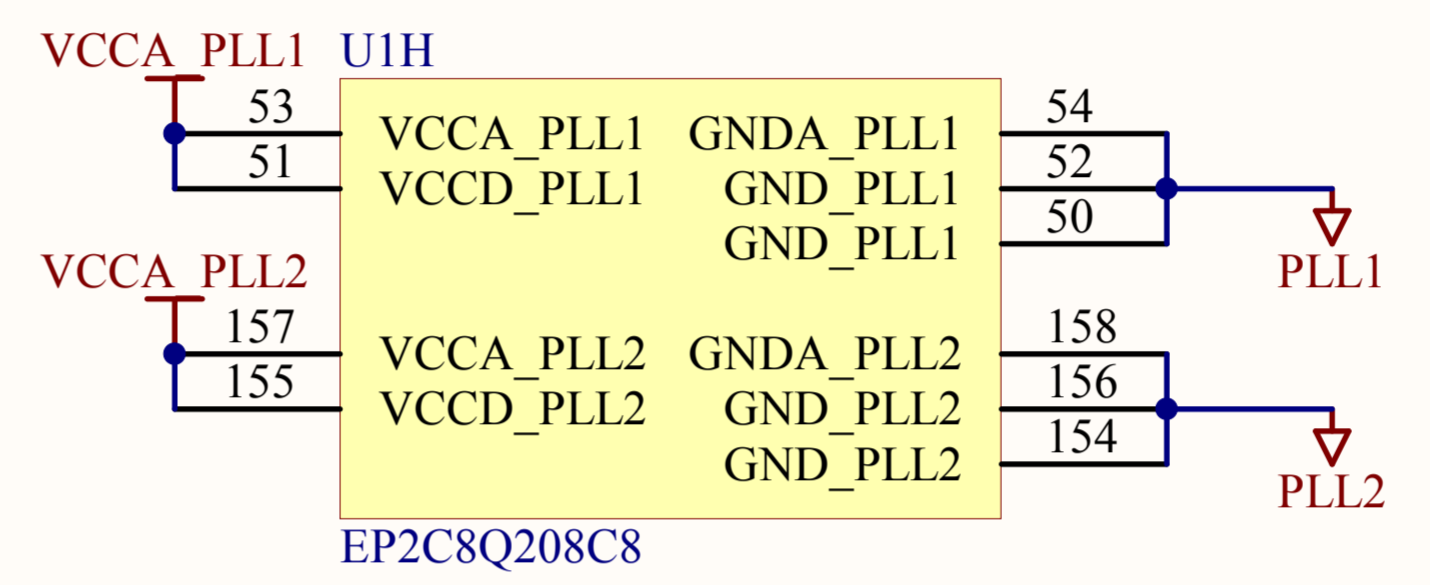 VCCA_PLL1 U1H
53 VCCA_PLL1 GNDA_PLL1 54
51 VCCD_PLL1 GND_PLL1 52
GND_PLL1 50
VCCA_PLL2 PLL1
157 VCCA_PLL2 GNDA_PLL2 158
155 VCCD_PLL2 GND_PLL2 156
GND_PLL2 154
PLL2
EP2C8Q208C8